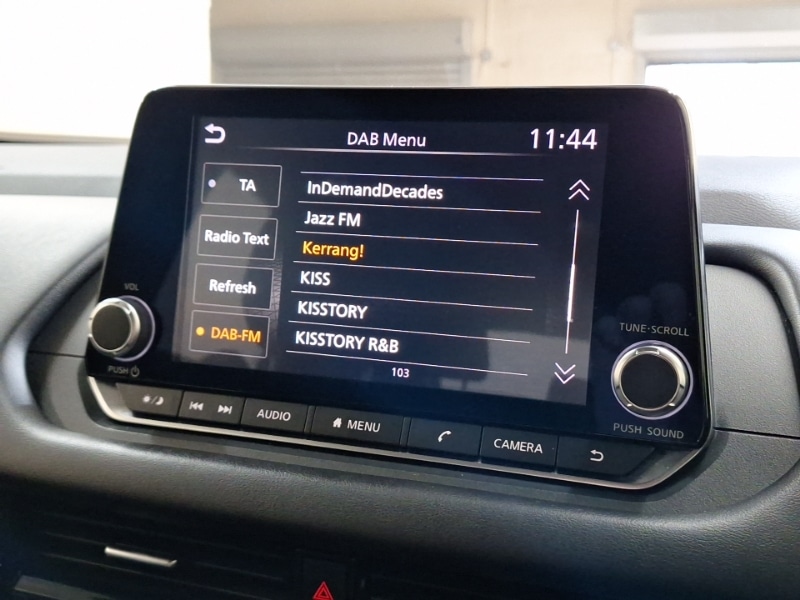 DAB Menu
11:44
TA
Radio Text
Refresh
DAB-FM
InDemandDecades
Jazz FM
Kerrang!
KISS
KISSTORY
KISSTORY R&B
103
VOL
PUSH
TUNE·SCROLL
PUSH SOUND
AUDIO
MENU
CAMERA